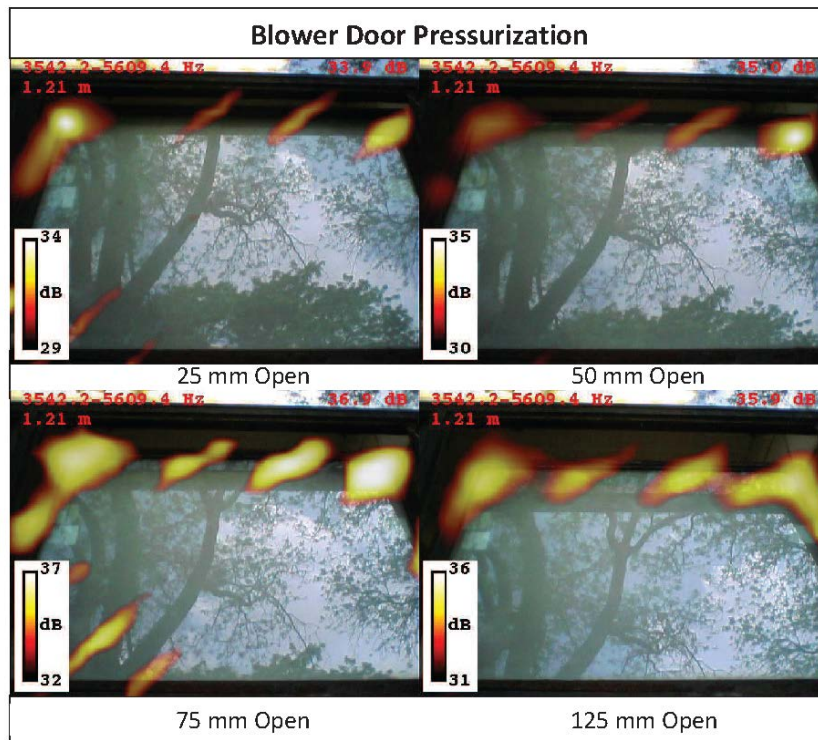 Blower Door Pressurization
3542.2-5609.4 Hz 33.9 dB
1.21 m
34
dB
29
25 mm Open
3542.2-5609.4 Hz 35.0 dB
1.21 m
35
dB
30
50 mm Open
3542.2-5609.4 Hz 36.9 dB
1.21 m
37
dB
32
75 mm Open
3542.2-5609.4 Hz 35.9 dB
1.21 m
36
dB
31
125 mm Open